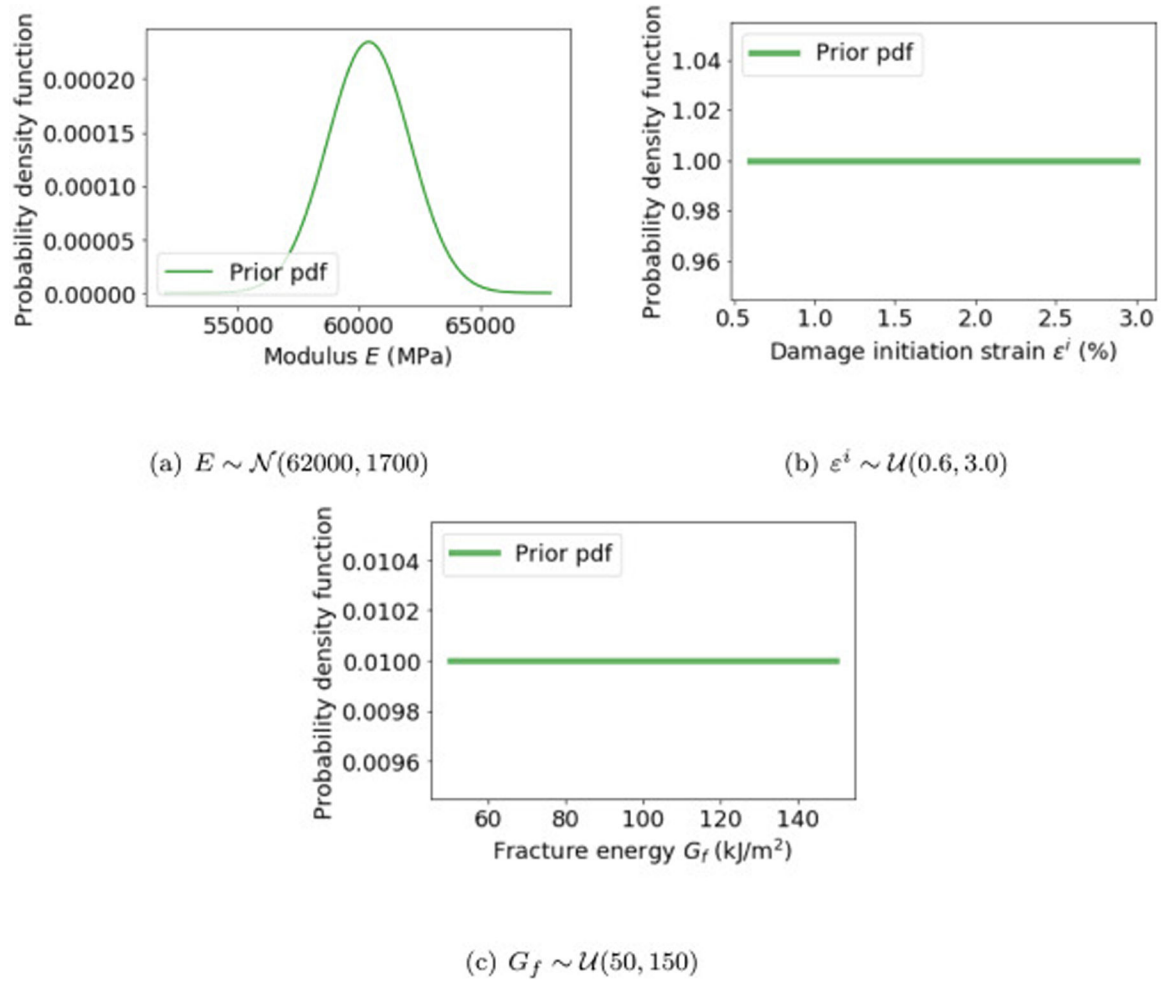 Probability density function
0.00020
0.00015
0.00010
0.00005
0.00000
Prior pdf
55000 60000 65000
Modulus E (MPa)
(a) E ∼ 𝒩(62000, 1700)
Probability density function
1.04
1.02
1.00
0.98
0.96
Prior pdf
0.5 1.0 1.5 2.0 2.5 3.0
Damage initiation strain εⁱ (%)
(b) εⁱ ∼ 𝒰(0.6, 3.0)
Probability density function
0.0104
0.0102
0.0100
0.0098
0.0096
Prior pdf
60 80 100 120 140
Fracture energy G_f (kJ/m²)
(c) G_f ∼ 𝒰(50, 150)